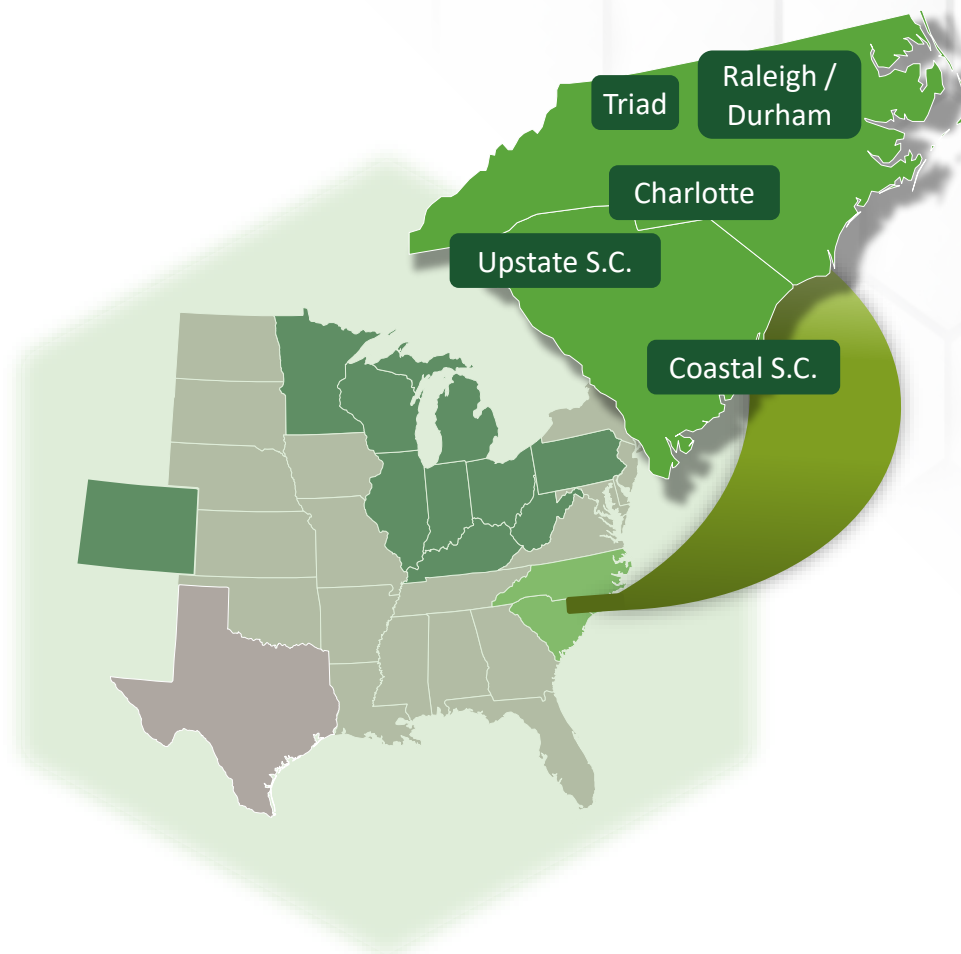 Triad
Raleigh /
Durham
Charlotte
Upstate S.C.
Coastal S.C.